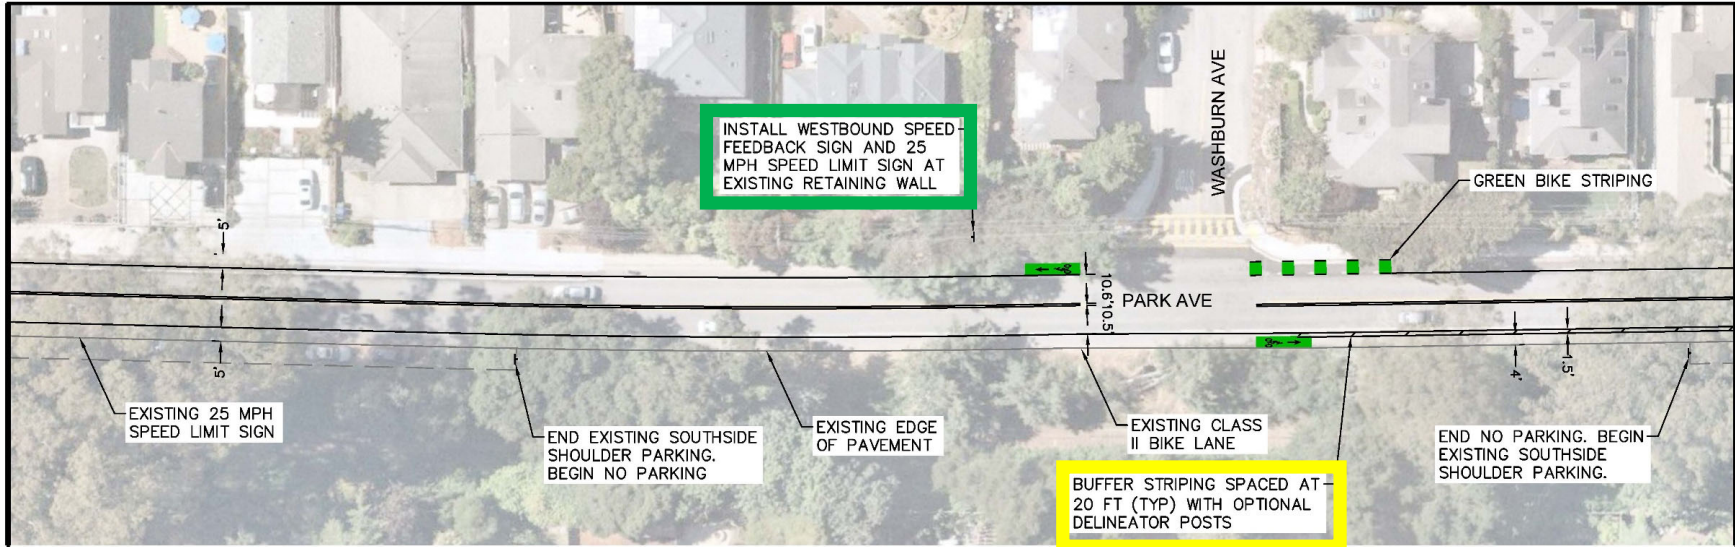 INSTALL WESTBOUND SPEED
FEEDBACK SIGN AND 25
MPH SPEED LIMIT SIGN AT
EXISTING RETAINING WALL
WASHBURN AVE
GREEN BIKE STRIPING
5'
10.6'
10.5'
PARK AVE
5'
4'
1.5'
EXISTING 25 MPH
SPEED LIMIT SIGN
END EXISTING SOUTHSIDE
SHOULDER PARKING.
BEGIN NO PARKING
EXISTING EDGE
OF PAVEMENT
EXISTING CLASS
II BIKE LANE
END NO PARKING. BEGIN
EXISTING SOUTHSIDE
SHOULDER PARKING.
BUFFER STRIPING SPACED AT
20 FT (TYP) WITH OPTIONAL
DELINEATOR POSTS